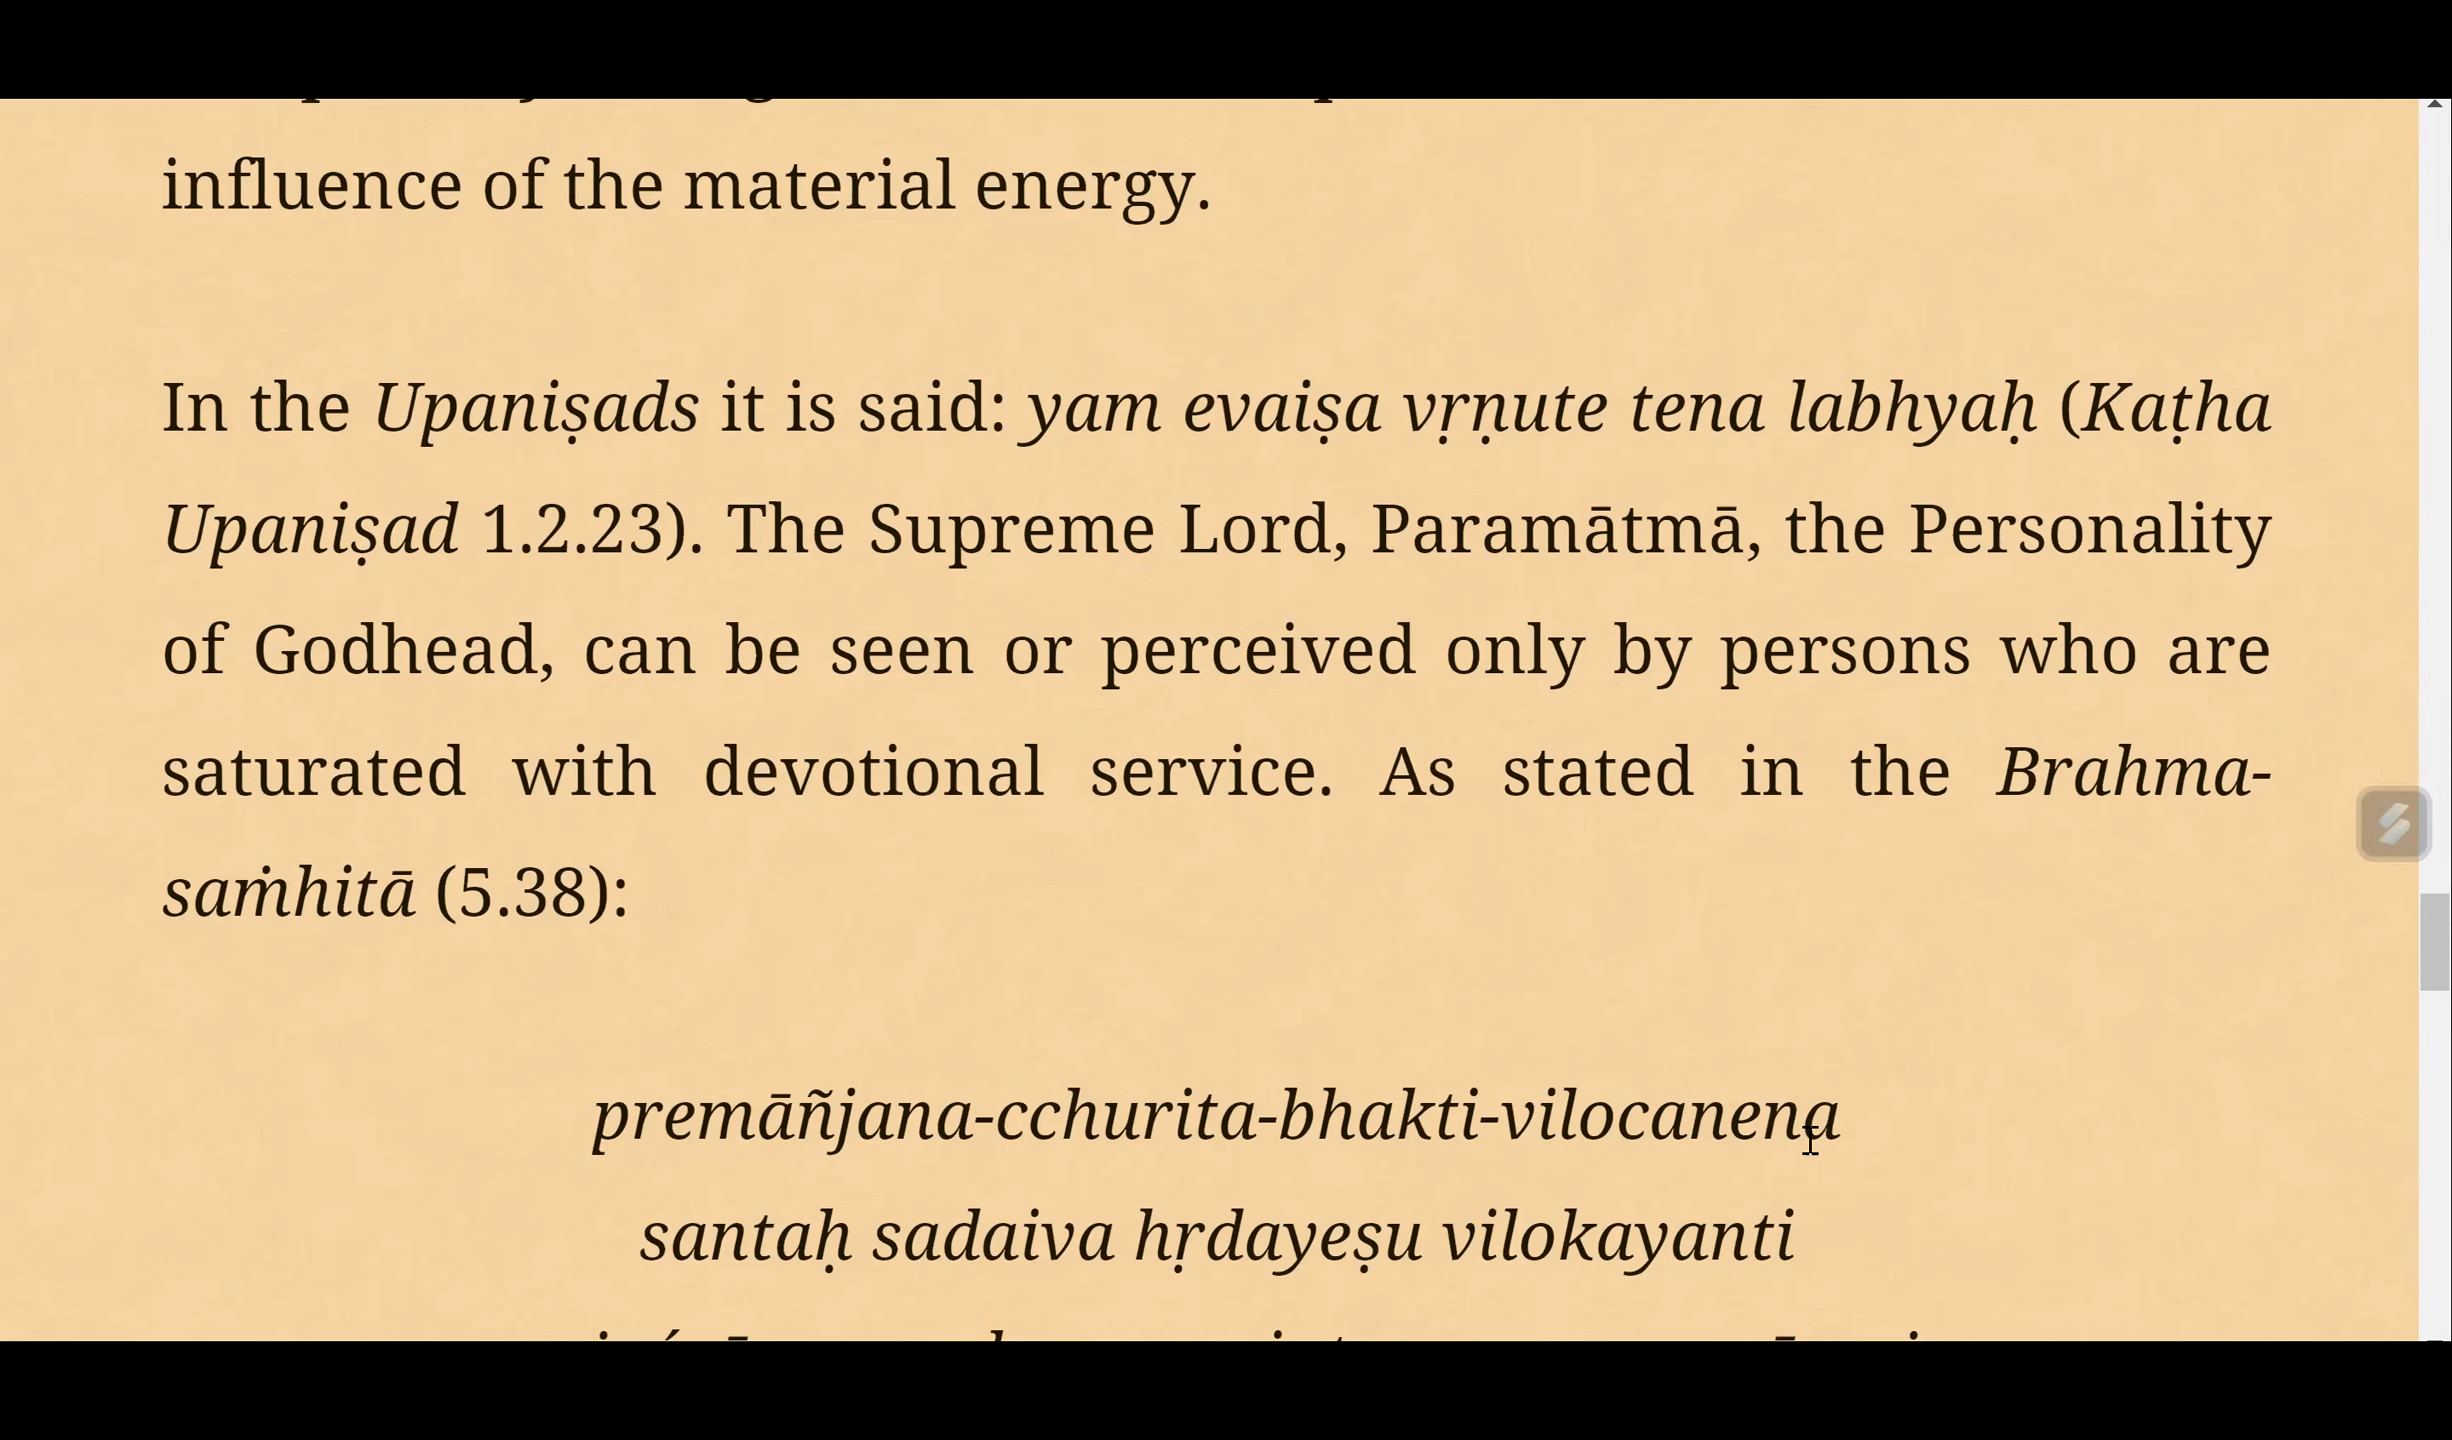 influence of the material energy.
In the Upaniṣads it is said: yam evaiṣa vṛṇute tena labhyaḥ (Kaṭha
Upaniṣad 1.2.23). The Supreme Lord, Paramātmā, the Personality
of Godhead, can be seen or perceived only by persons who are
saturated with devotional service. As stated in the Brahma-
saṁhitā (5.38):
premāñjana-cchurita-bhakti-vilocanena
santaḥ sadaiva hṛdayeṣu vilokayanti